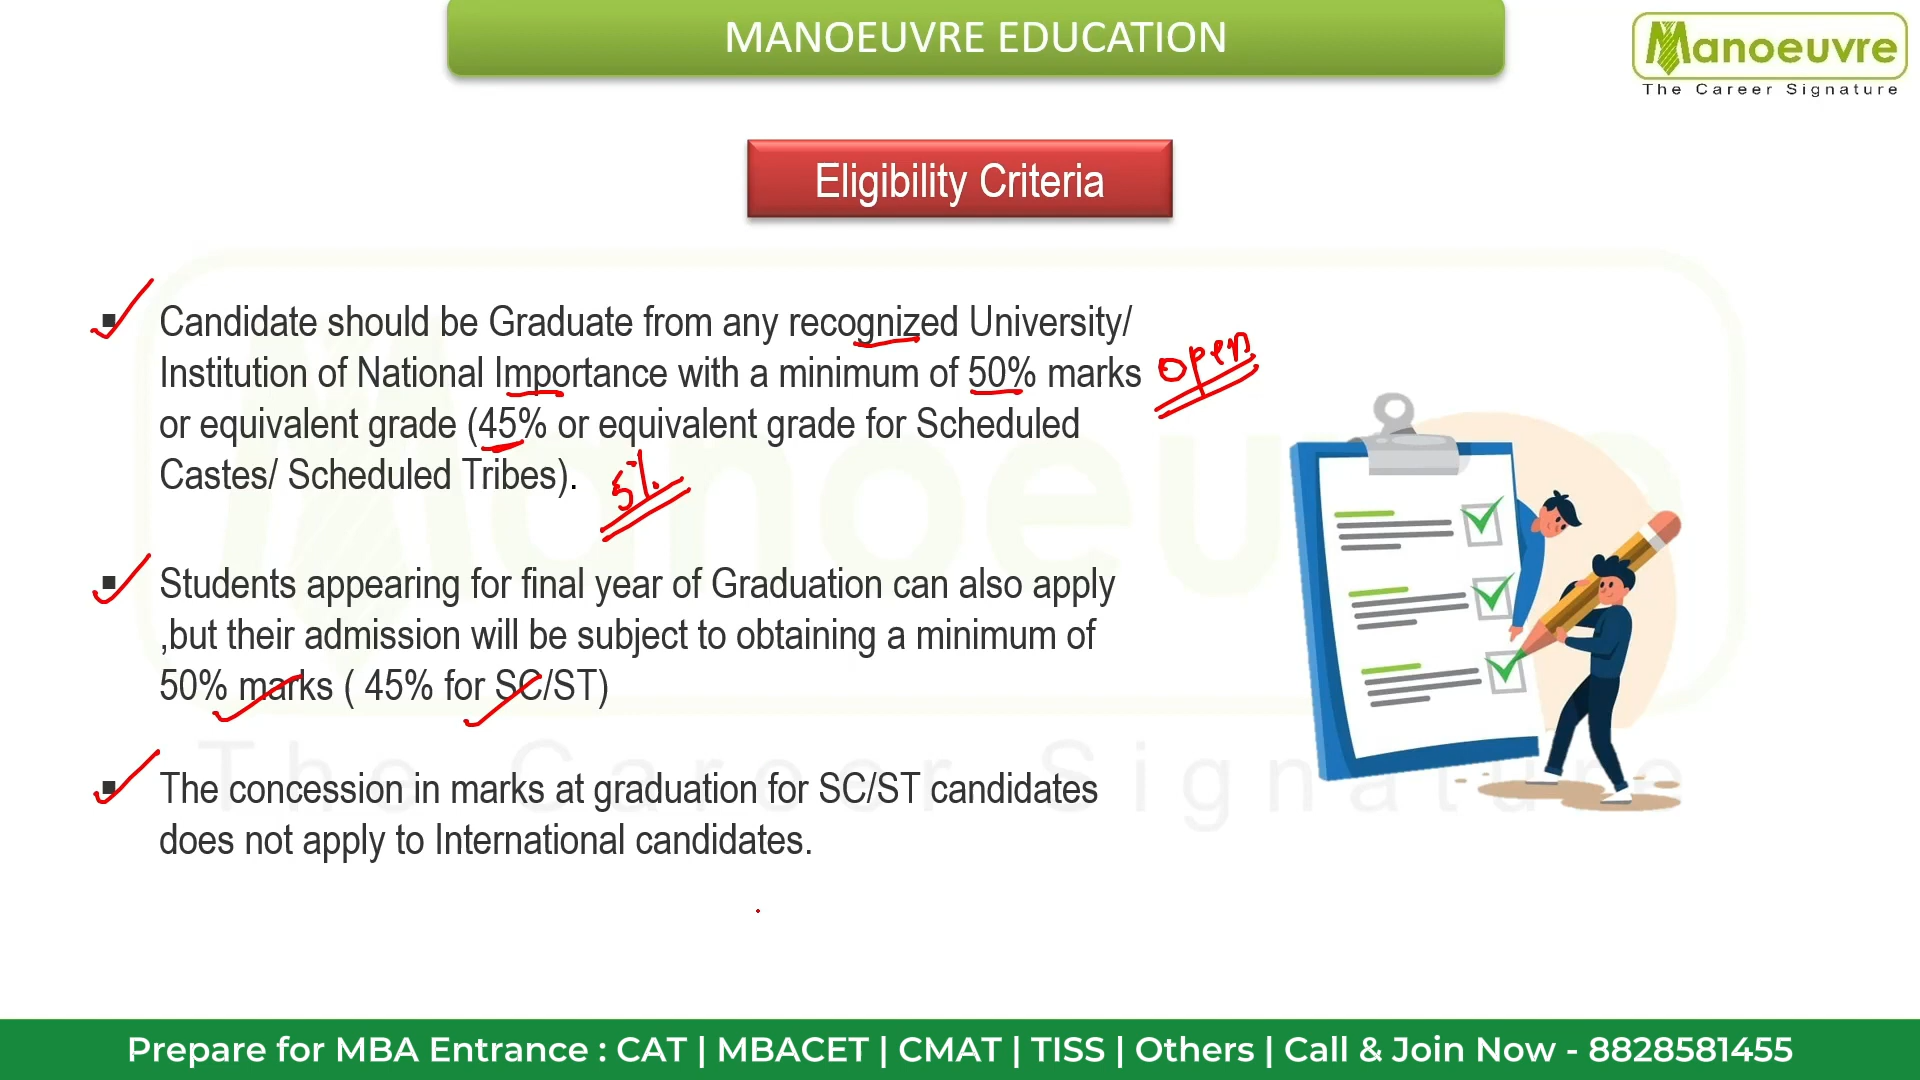 MANOEUVRE EDUCATION
Manoeuvre
The Career Signature
Eligibility Criteria
▪ Candidate should be Graduate from any recognized University/
Institution of National Importance with a minimum of 50% marks
open
or equivalent grade (45% or equivalent grade for Scheduled
Castes/ Scheduled Tribes).
5%
▪ Students appearing for final year of Graduation can also apply
,but their admission will be subject to obtaining a minimum of
50% marks ( 45% for SC/ST)
▪ The concession in marks at graduation for SC/ST candidates
does not apply to International candidates.
Manoeuvre
The Career Signature
Prepare for MBA Entrance : CAT | MBACET | CMAT | TISS | Others | Call & Join Now - 8828581455